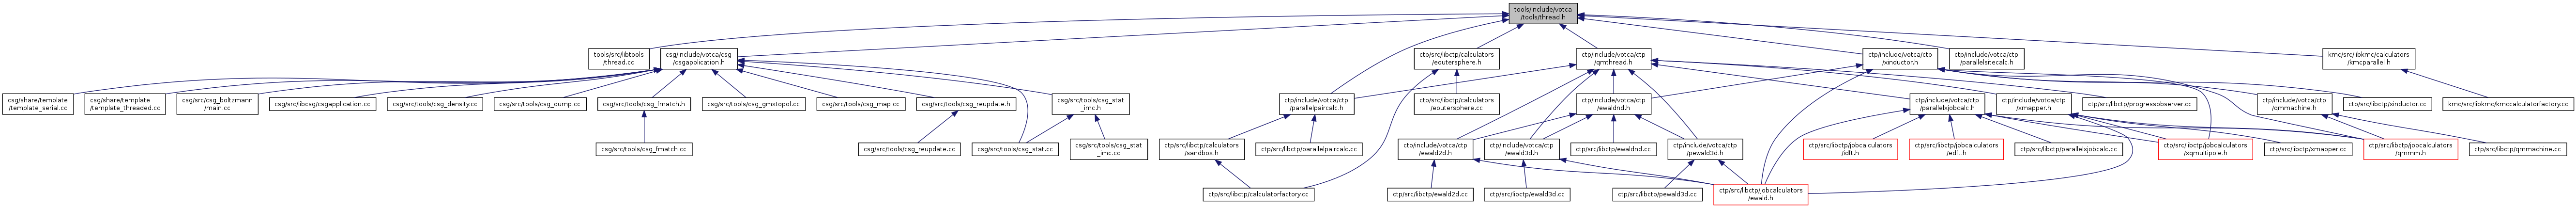 tools/include/votca
/tools/thread.h
tools/src/libtools
/thread.cc
csg/include/votca/csg
/csgapplication.h
ctp/src/libctp/calculators
/eoutersphere.h
ctp/include/votca/ctp
/qmthread.h
ctp/include/votca/ctp
/xinductor.h
ctp/include/votca/ctp
/parallelsitecalc.h
kmc/src/libkmc/calculators
/kmcparallel.h
csg/share/template
/template_serial.cc
csg/share/template
/template_threaded.cc
csg/src/csg_boltzmann
/main.cc
csg/src/libcsg/csgapplication.cc
csg/src/tools/csg_density.cc
csg/src/tools/csg_dump.cc
csg/src/tools/csg_fmatch.h
csg/src/tools/csg_gmxtopol.cc
csg/src/tools/csg_map.cc
csg/src/tools/csg_reupdate.h
csg/src/tools/csg_stat
_imc.h
ctp/include/votca/ctp
/parallelpaircalc.h
ctp/src/libctp/calculators
/eoutersphere.cc
ctp/include/votca/ctp
/ewaldnd.h
ctp/include/votca/ctp
/parallelxjobcalc.h
ctp/include/votca/ctp
/xmapper.h
ctp/src/libctp/progressobserver.cc
ctp/include/votca/ctp
/qmmachine.h
ctp/src/libctp/xinductor.cc
kmc/src/libkmc/kmccalculatorfactory.cc
csg/src/tools/csg_fmatch.cc
csg/src/tools/csg_reupdate.cc
csg/src/tools/csg_stat.cc
csg/src/tools/csg_stat
_imc.cc
ctp/src/libctp/calculators
/sandbox.h
ctp/src/libctp/parallelpaircalc.cc
ctp/include/votca/ctp
/ewald2d.h
ctp/include/votca/ctp
/ewald3d.h
ctp/src/libctp/ewaldnd.cc
ctp/include/votca/ctp
/pewald3d.h
ctp/src/libctp/jobcalculators
/idft.h
ctp/src/libctp/jobcalculators
/edft.h
ctp/src/libctp/parallelxjobcalc.cc
ctp/src/libctp/jobcalculators
/xqmultipole.h
ctp/src/libctp/xmapper.cc
ctp/src/libctp/jobcalculators
/qmmm.h
ctp/src/libctp/qmmachine.cc
ctp/src/libctp/calculatorfactory.cc
ctp/src/libctp/ewald2d.cc
ctp/src/libctp/ewald3d.cc
ctp/src/libctp/pewald3d.cc
ctp/src/libctp/jobcalculators
/ewald.h